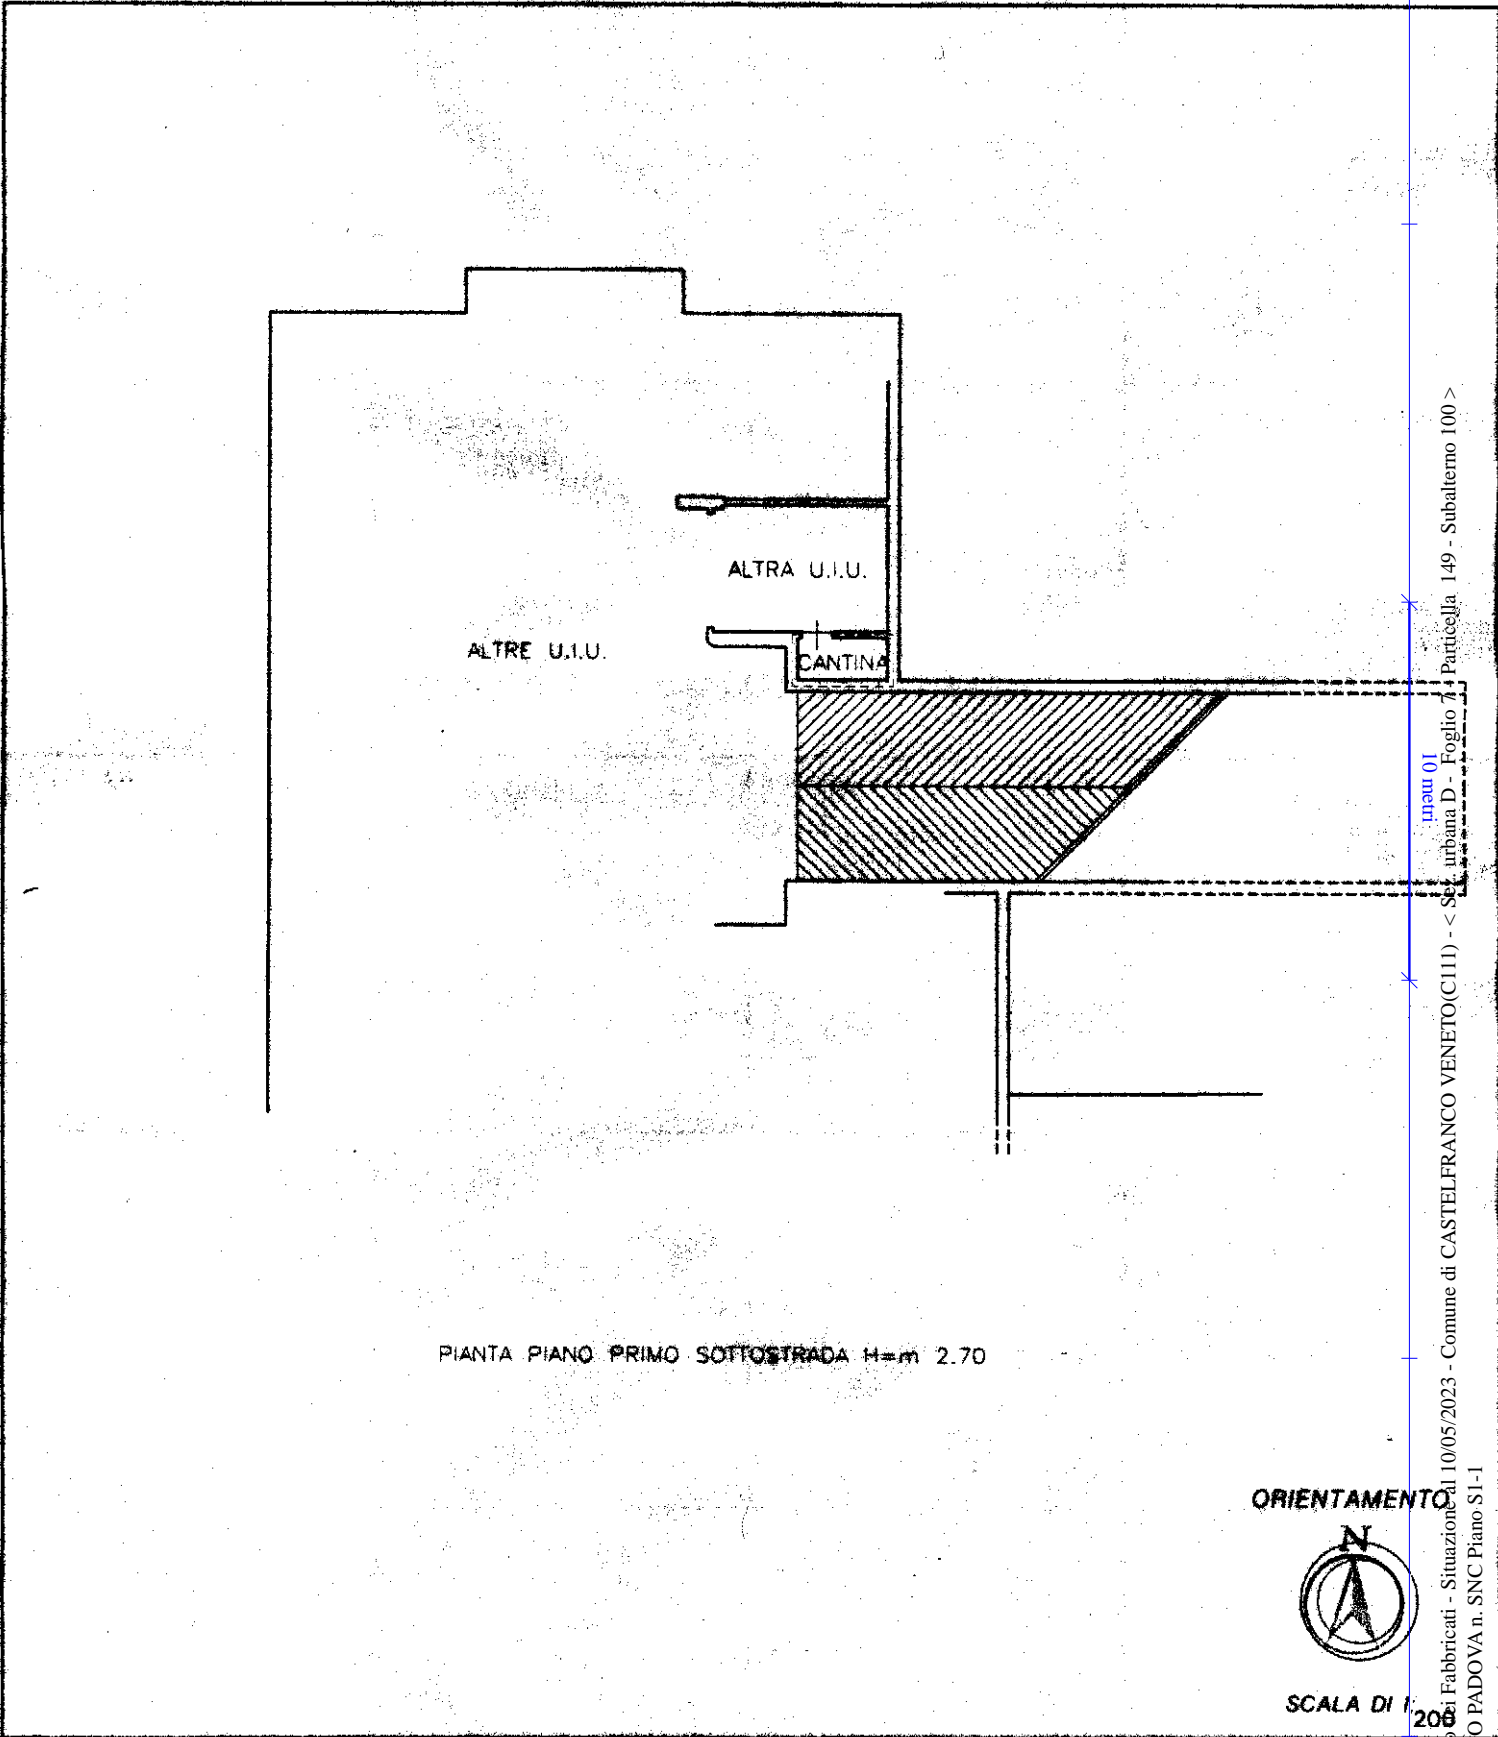 ALTRA U.I.U.
ALTRE U.I.U.
CANTINA
PIANTA PIANO PRIMO SOTTOSTRADA H=m 2.70
ORIENTAMENTO
N
SCALA DI 1:200
10 metri
ei Fabbricati - Situazione al 10/05/2023 - Comune di CASTELFRANCO VENETO(C111) - < Sez. urbana D - Foglio 7 - Particella 149 - Subalterno 100 >
O PADOVA n. SNC Piano S1-1